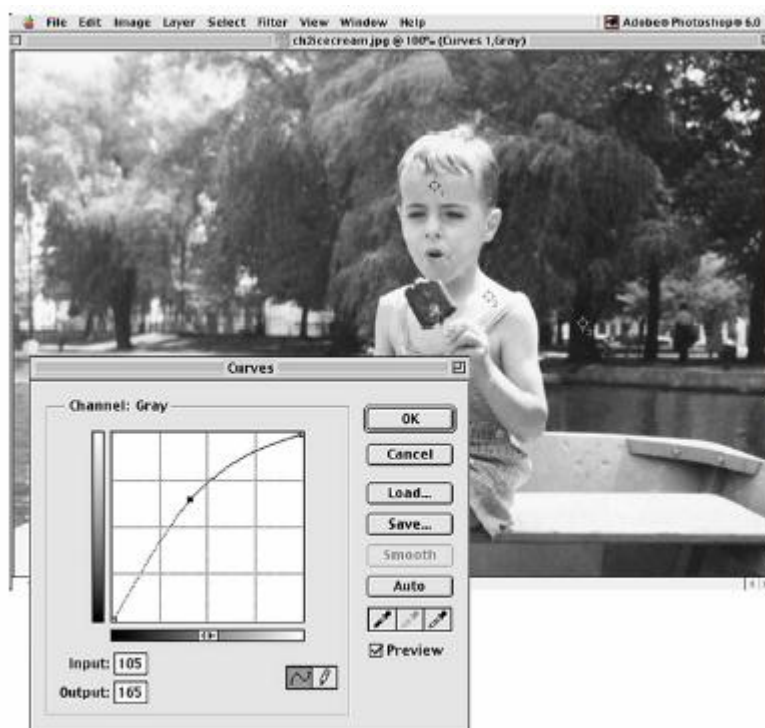 File Edit Image Layer Select Filter View Window Help Adobe® Photoshop® 6.0
ch2icecream.jpg @ 100% (Curves 1,Gray)
Curves
Channel: Gray
OK
Cancel
Load...
Save...
Smooth
Auto
Preview
Input: 105
Output: 165